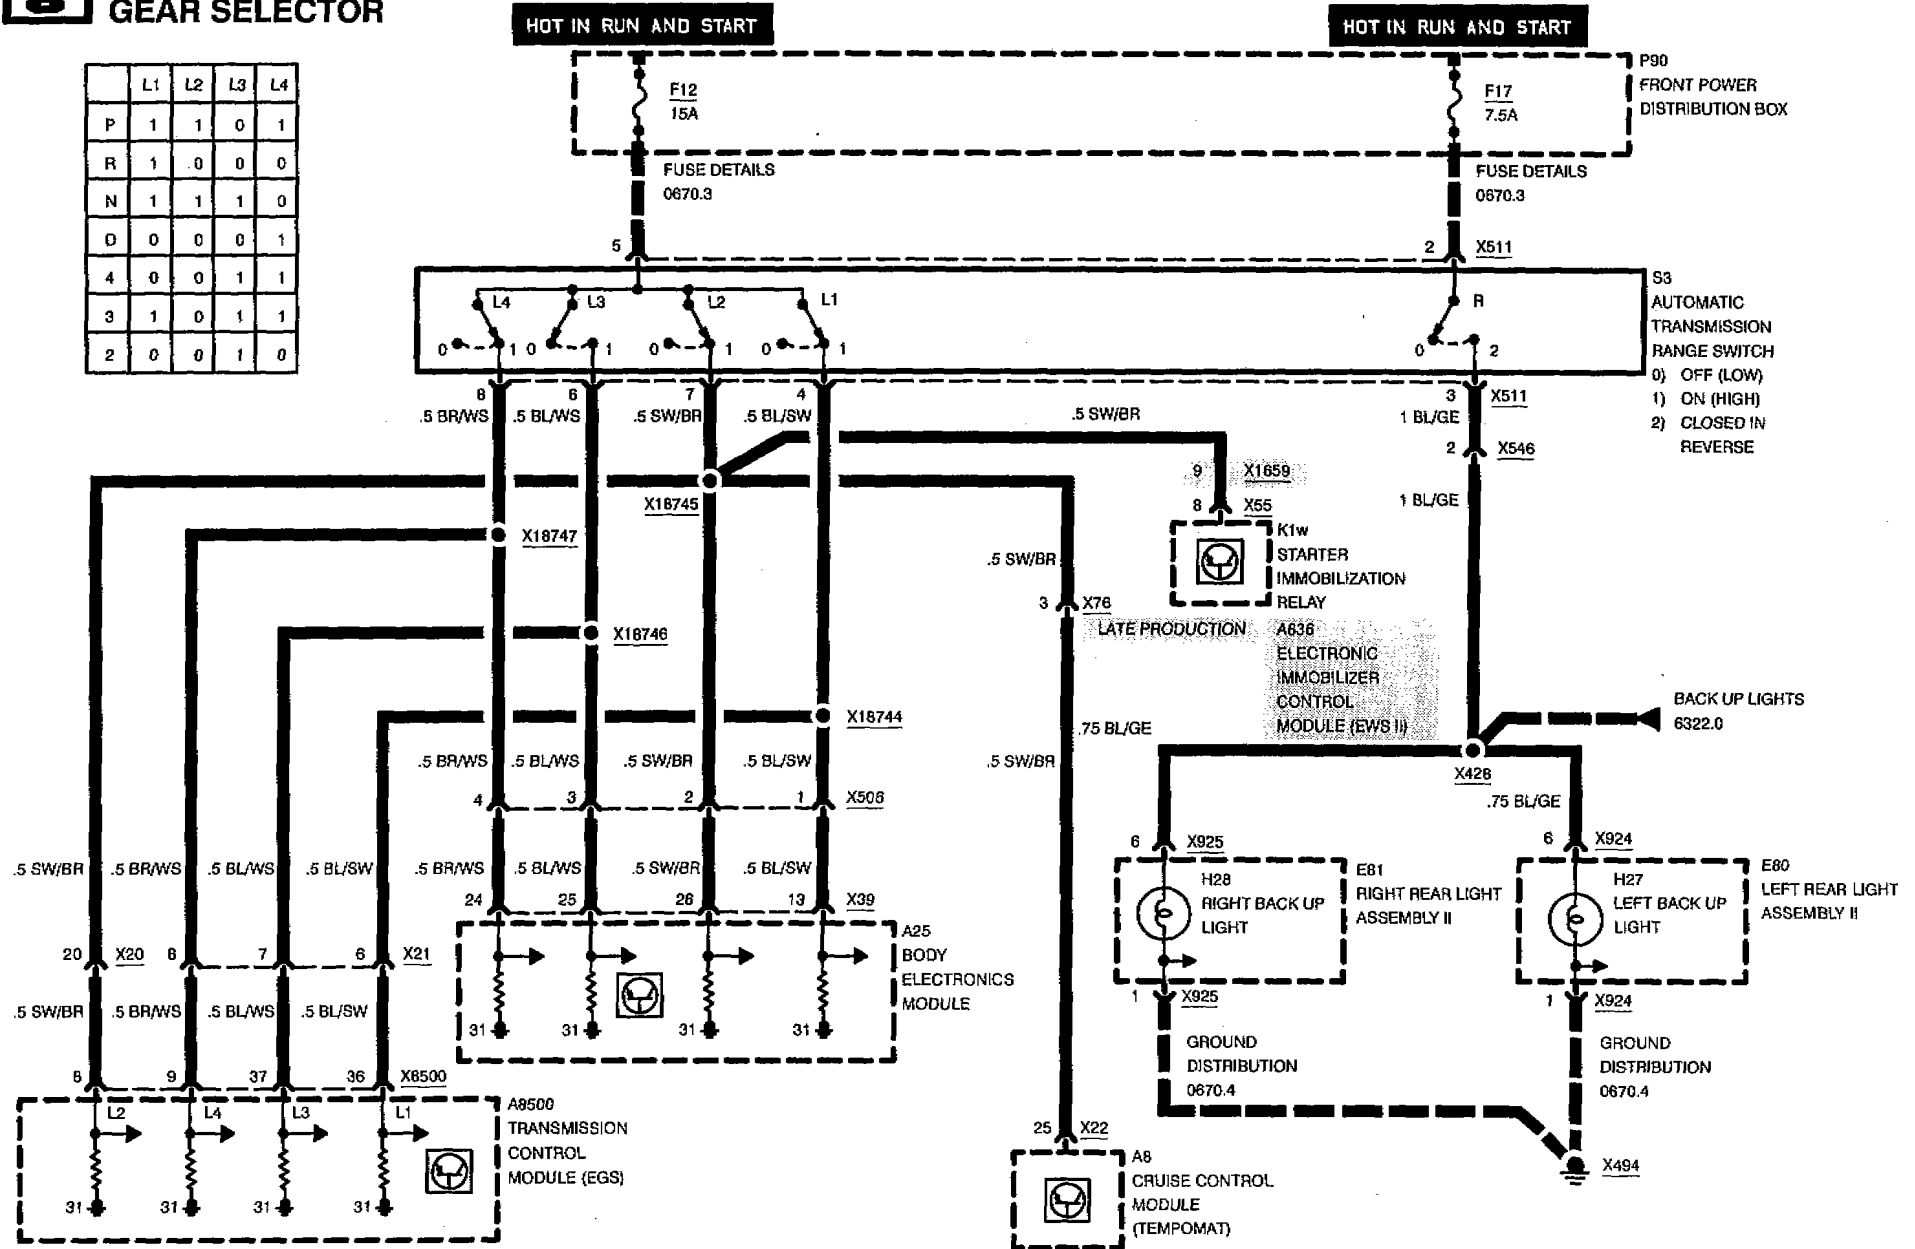 GEAR SELECTOR
HOT IN RUN AND START
HOT IN RUN AND START
L1 L2 L3 L4
P 1 1 0 1
R 1 0 0 0
N 1 1 1 0
D 0 0 0 1
4 0 0 1 1
3 1 0 1 1
2 0 0 1 0
F12
15A
F17
7.5A
P90
FRONT POWER
DISTRIBUTION BOX
FUSE DETAILS
0670.3
FUSE DETAILS
0670.3
5
2 X511
L4 L3 L2 L1 R
0 1 0 1 0 1 0 1 0 2
S3
AUTOMATIC
TRANSMISSION
RANGE SWITCH
0) OFF (LOW)
1) ON (HIGH)
2) CLOSED IN
REVERSE
8 6 7 4 3 X511
.5 BR/WS .5 BL/WS .5 SW/BR .5 BL/SW .5 SW/BR 1 BL/GE
2 X546
9 X1659
X18745
8 X55
1 BL/GE
X18747
K1w
STARTER
IMMOBILIZATION
RELAY
.5 SW/BR
3 X76
X18746
LATE PRODUCTION
A636
ELECTRONIC
IMMOBILIZER
CONTROL
MODULE (EWS II)
X18744
BACK UP LIGHTS
6322.0
.75 BL/GE
.5 BR/WS .5 BL/WS .5 SW/BR .5 BL/SW .5 SW/BR
X428
.75 BL/GE
4 3 2 1 X506
6 X925
6 X924
.5 SW/BR .5 BR/WS .5 BL/WS .5 BL/SW .5 BR/WS .5 BL/WS .5 SW/BR .5 BL/SW
24 25 26 13 X39
H28
RIGHT BACK UP
LIGHT
E81
RIGHT REAR LIGHT
ASSEMBLY II
H27
LEFT BACK UP
LIGHT
E80
LEFT REAR LIGHT
ASSEMBLY II
A25
BODY
ELECTRONICS
MODULE
20 X20 8 7 6 X21
1 X925
1 X924
.5 SW/BR .5 BR/WS .5 BL/WS .5 BL/SW
31 31 31 31
GROUND
DISTRIBUTION
0670.4
GROUND
DISTRIBUTION
0670.4
8 9 37 36 X8500
L2 L4 L3 L1
A8500
TRANSMISSION
CONTROL
MODULE (EGS)
31 31 31 31
25 X22
A8
CRUISE CONTROL
MODULE
(TEMPOMAT)
X494